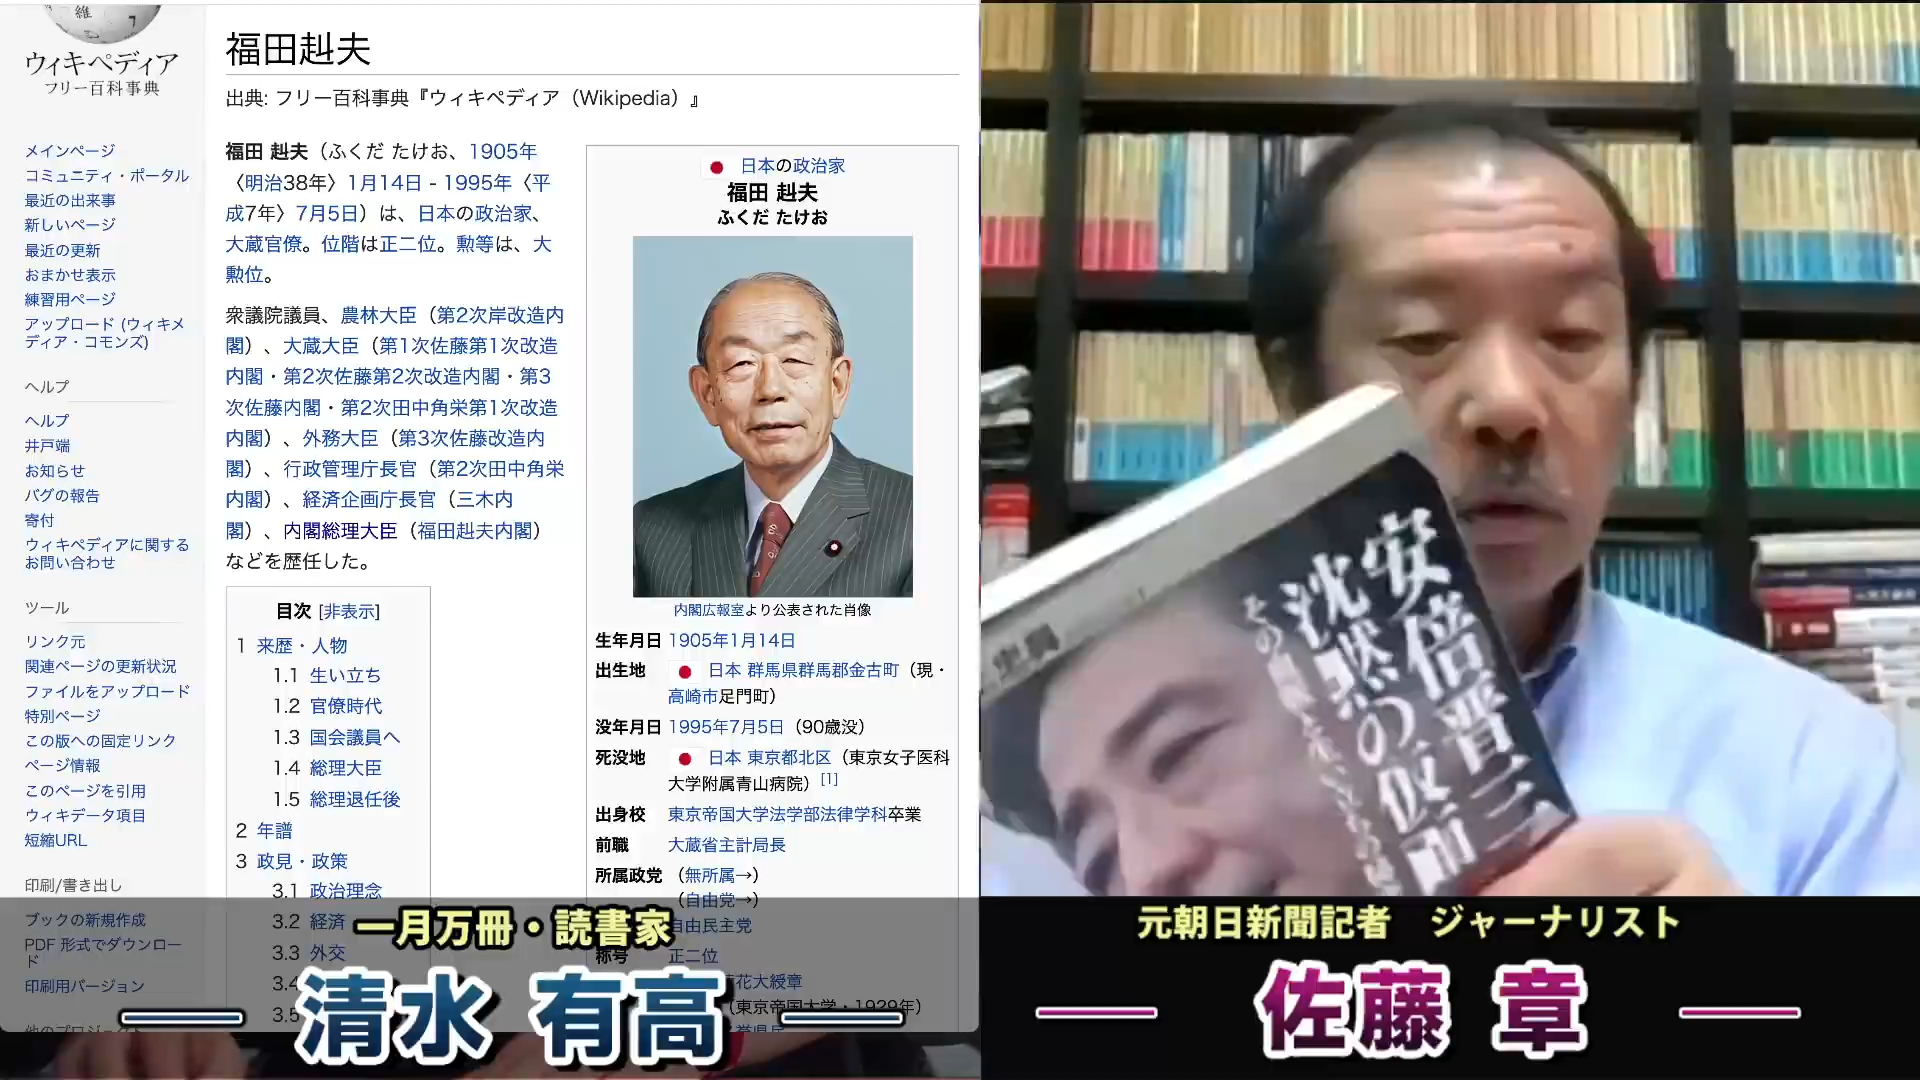 維
ウィキペディア
フリー百科事典
メインページ
コミュニティ・ポータル
最近の出来事
新しいページ
最近の更新
おまかせ表示
練習用ページ
アップロード (ウィキメ
ディア・コモンズ)
ヘルプ
ヘルプ
井戸端
お知らせ
バグの報告
寄付
ウィキペディアに関する
お問い合わせ
ツール
リンク元
関連ページの更新状況
ファイルをアップロード
特別ページ
この版への固定リンク
ページ情報
このページを引用
ウィキデータ項目
短縮URL
印刷/書き出し
ブックの新規作成
PDF 形式でダウンロー
ド
印刷用バージョン
他のプロジェクト
福田赳夫
出典: フリー百科事典『ウィキペディア（Wikipedia）』
福田 赳夫（ふくだ たけお、1905年
〈明治38年〉1月14日 - 1995年〈平
成7年〉7月5日）は、日本の政治家、
大蔵官僚。位階は正二位。勲等は、大
勲位。
衆議院議員、農林大臣（第2次岸改造内
閣）、大蔵大臣（第1次佐藤第1次改造
内閣・第2次佐藤第2次改造内閣・第3
次佐藤内閣・第2次田中角栄第1次改造
内閣）、外務大臣（第3次佐藤改造内
閣）、行政管理庁長官（第2次田中角栄
内閣）、経済企画庁長官（三木内
閣）、内閣総理大臣（福田赳夫内閣）
などを歴任した。
目次 [非表示]
1 来歴・人物
1.1 生い立ち
1.2 官僚時代
1.3 国会議員へ
1.4 総理大臣
1.5 総理退任後
2 年譜
3 政見・政策
3.1 政治理念
3.2 経済
3.3 外交
3.4
3.5
日本の政治家
福田 赳夫
ふくだ たけお
内閣広報室より公表された肖像
生年月日 1905年1月14日
出生地 日本 群馬県群馬郡金古町（現・
高崎市足門町）
没年月日 1995年7月5日（90歳没）
死没地 日本 東京都北区（東京女子医科
大学附属青山病院）[1]
出身校 東京帝国大学法学部法律学科卒業
前職 大蔵省主計局長
所属政党 （無所属→）
（自由党→）
自由民主党
称号 正二位
花大綬章
（東京帝国大学・1929年）
一月万冊・読書家
清水 有高
安倍晋三
沈黙の仮面
その
元朝日新聞記者 ジャーナリスト
佐藤 章